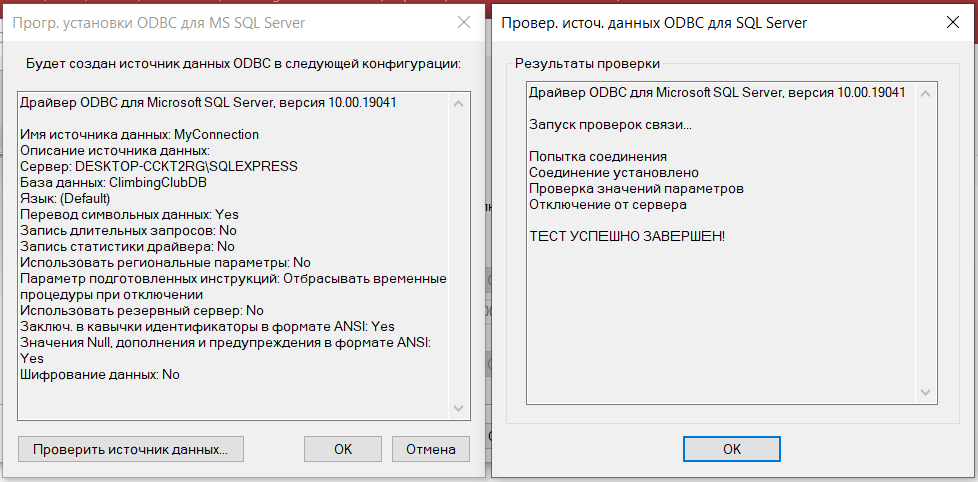 Прогр. установки ODBC для MS SQL Server
Будет создан источник данных ODBC в следующей конфигурации:
Драйвер ODBC для Microsoft SQL Server, версия 10.00.19041
Имя источника данных: MyConnection
Описание источника данных:
Сервер: DESKTOP-CCKT2RG\SQLEXPRESS
База данных: ClimbingClubDB
Язык: (Default)
Перевод символьных данных: Yes
Запись длительных запросов: No
Запись статистики драйвера: No
Использовать региональные параметры: No
Параметр подготовленных инструкций: Отбрасывать временные
процедуры при отключении
Использовать резервный сервер: No
Заключ. в кавычки идентификаторы в формате ANSI: Yes
Значения Null, дополнения и предупреждения в формате ANSI:
Yes
Шифрование данных: No
Проверить источник данных...
OK
Отмена
Провер. источ. данных ODBC для SQL Server
Результаты проверки
Драйвер ODBC для Microsoft SQL Server, версия 10.00.19041
Запуск проверок связи...
Попытка соединения
Соединение установлено
Проверка значений параметров
Отключение от сервера
ТЕСТ УСПЕШНО ЗАВЕРШЕН!
OK